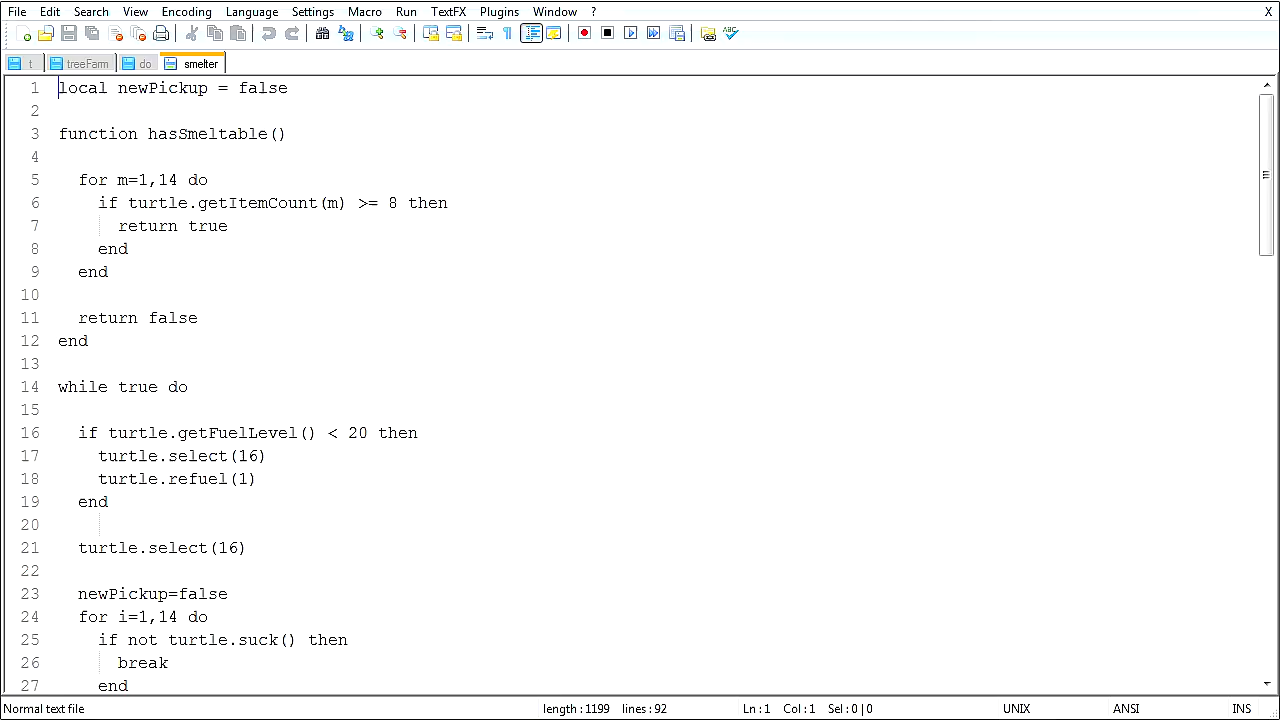 File Edit Search View Encoding Language Settings Macro Run TextFX Plugins Window ? X
t treeFarm do smelter
1 local newPickup = false
2
3 function hasSmeltable()
4
5 for m=1,14 do
6 if turtle.getItemCount(m) >= 8 then
7 return true
8 end
9 end
10
11 return false
12 end
13
14 while true do
15
16 if turtle.getFuelLevel() < 20 then
17 turtle.select(16)
18 turtle.refuel(1)
19 end
20
21 turtle.select(16)
22
23 newPickup=false
24 for i=1,14 do
25 if not turtle.suck() then
26 break
27 end
Normal text file length : 1199 lines : 92 Ln : 1 Col : 1 Sel : 0 | 0 UNIX ANSI INS